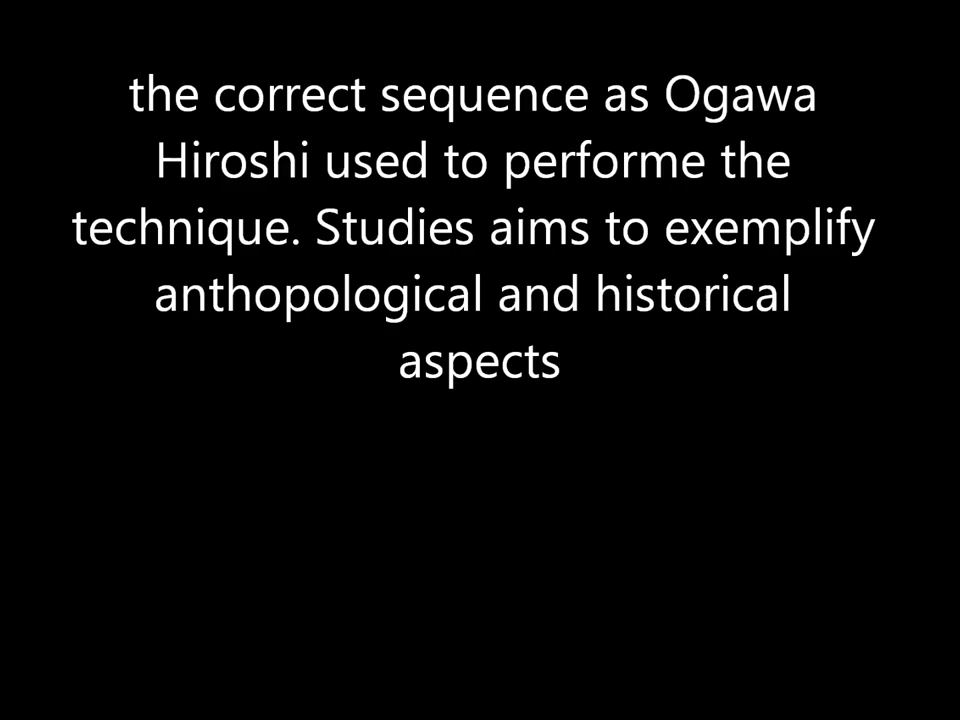 the correct sequence as Ogawa
Hiroshi used to performe the
technique. Studies aims to exemplify
anthopological and historical
aspects